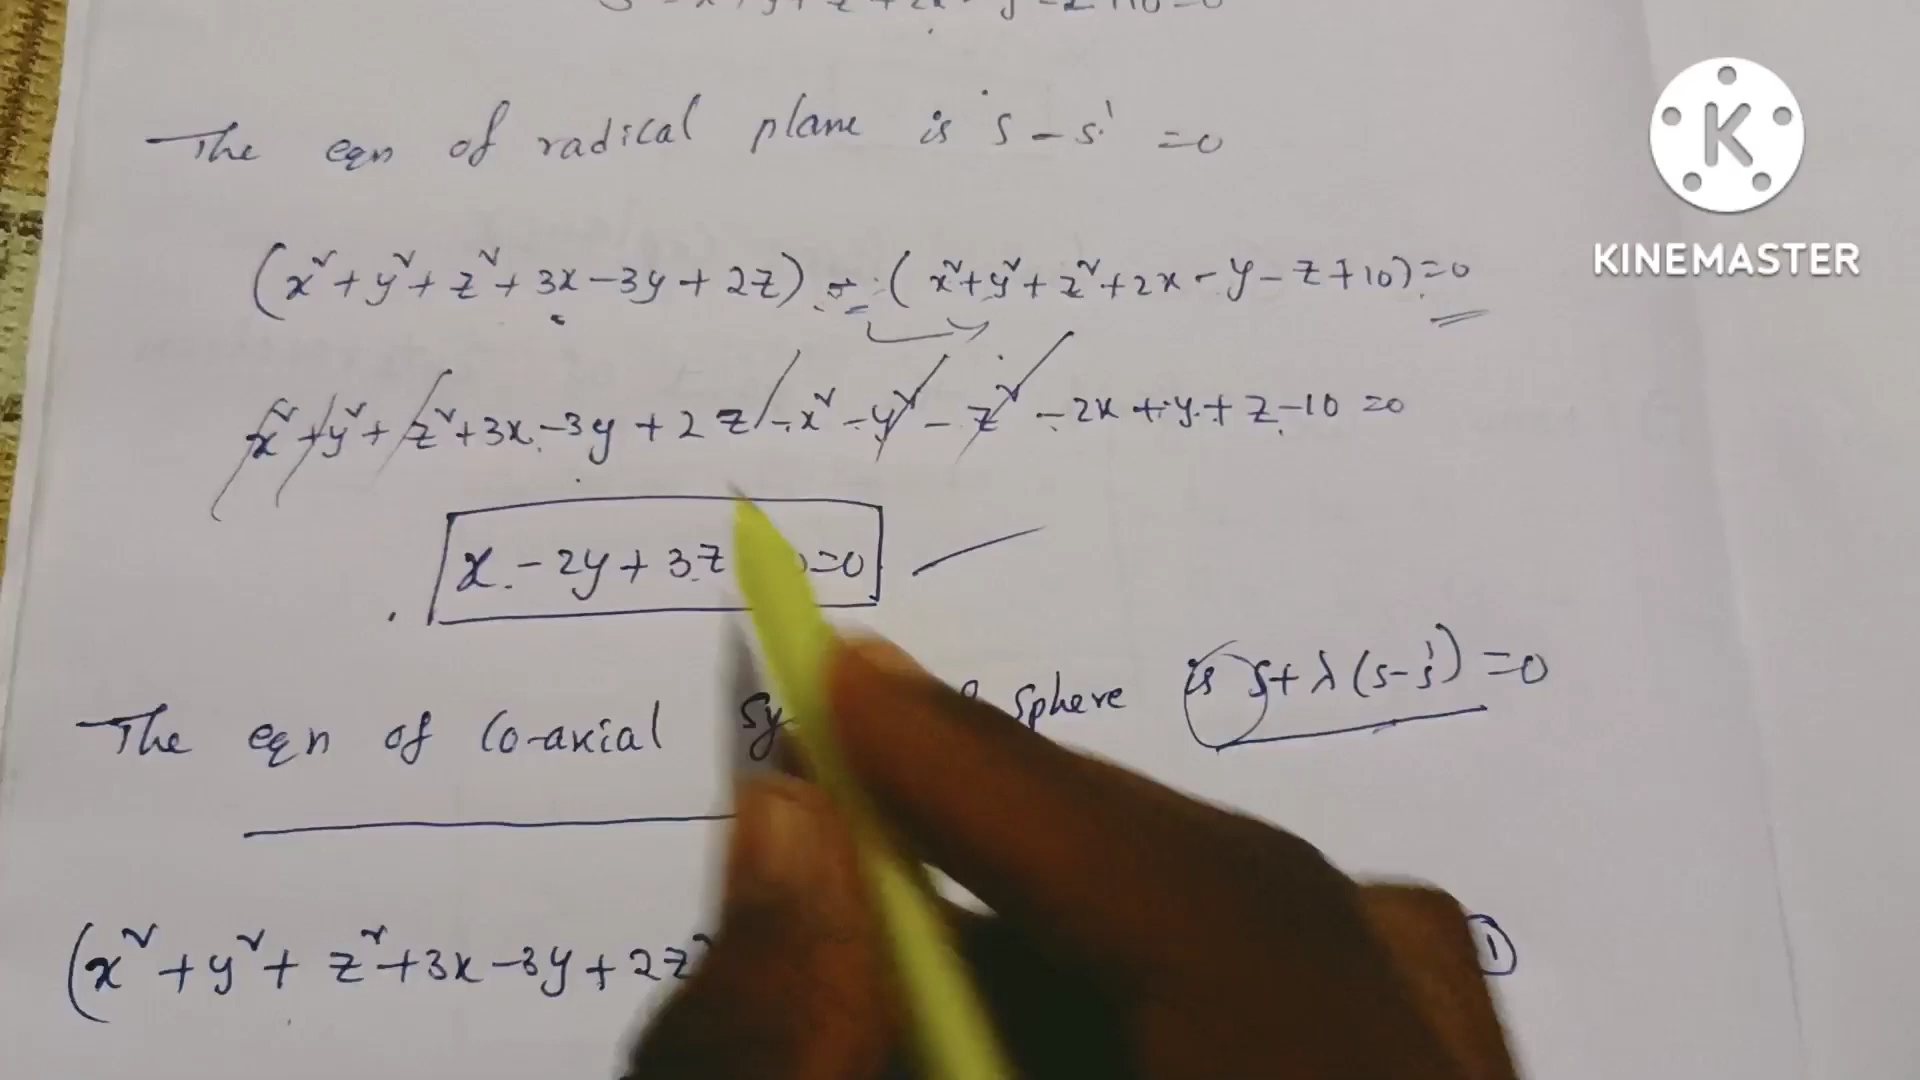 The eqn of radical plane is S - S' = 0
(x² + y² + z² + 3x - 3y + 2z) - (x² + y² + z² + 2x - y - z + 10) = 0
x² + y² + z² + 3x - 3y + 2z - x² - y² - z² - 2x + y + z - 10 = 0
x - 2y + 3z 0 = 0
The eqn of Co-axial sphere is S + λ (S - S') = 0
(x² + y² + z² + 3x - 3y + 2z 1
K
KINEMASTER